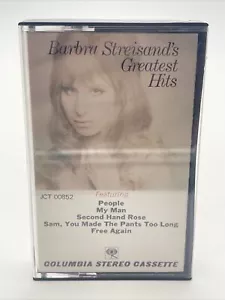 Barbra Streisand's
Greatest
Hits
JCT 00852
Featuring
People
My Man
Second Hand Rose
Sam, You Made The Pants Too Long
Free Again
COLUMBIA STEREO CASSETTE